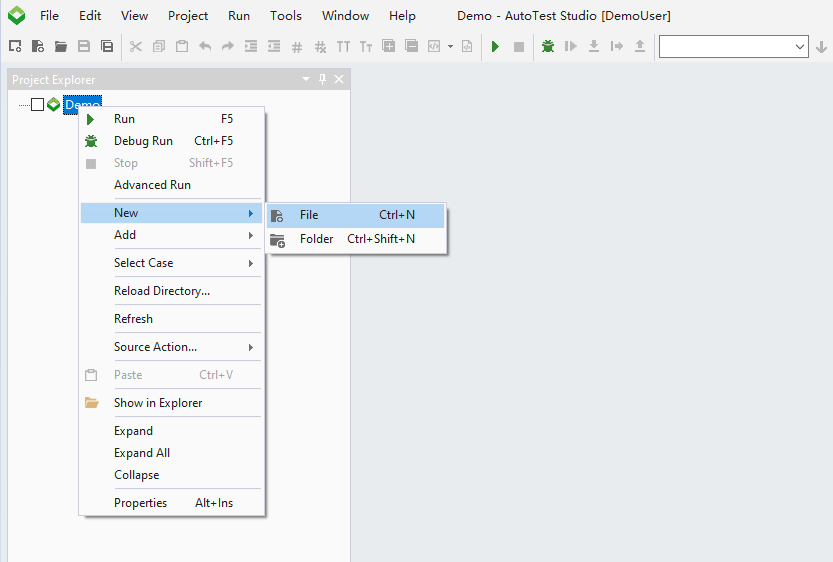 File Edit View Project Run Tools Window Help Demo - AutoTest Studio [DemoUser]
Project Explorer
Demo
Run F5
Debug Run Ctrl+F5
Stop Shift+F5
Advanced Run
New
File Ctrl+N
Add
Folder Ctrl+Shift+N
Select Case
Reload Directory...
Refresh
Source Action...
Paste Ctrl+V
Show in Explorer
Expand
Expand All
Collapse
Properties Alt+Ins